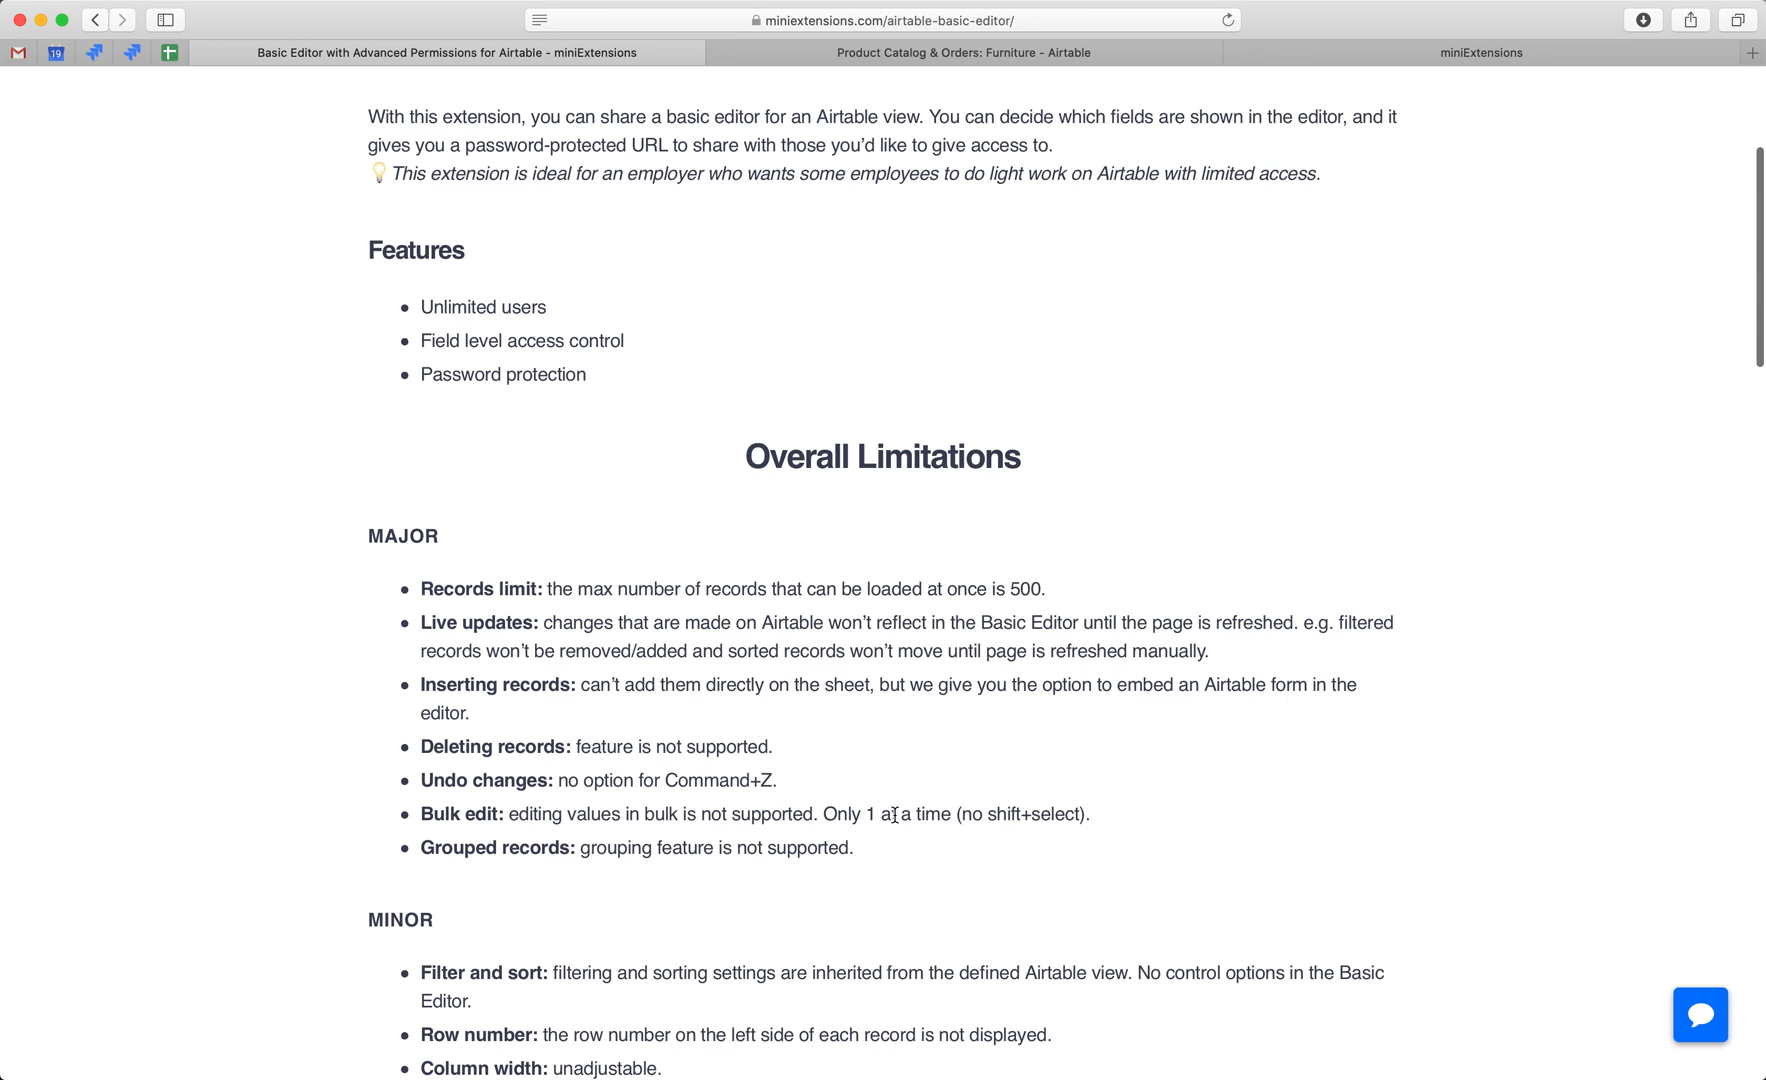 miniextensions.com/airtable-basic-editor/
19
Basic Editor with Advanced Permissions for Airtable - miniExtensions
Product Catalog & Orders: Furniture - Airtable
miniExtensions
With this extension, you can share a basic editor for an Airtable view. You can decide which fields are shown in the editor, and it
gives you a password-protected URL to share with those you’d like to give access to.
💡 This extension is ideal for an employer who wants some employees to do light work on Airtable with limited access.
Features
• Unlimited users
• Field level access control
• Password protection
Overall Limitations
MAJOR
• Records limit: the max number of records that can be loaded at once is 500.
• Live updates: changes that are made on Airtable won’t reflect in the Basic Editor until the page is refreshed. e.g. filtered
records won’t be removed/added and sorted records won’t move until page is refreshed manually.
• Inserting records: can’t add them directly on the sheet, but we give you the option to embed an Airtable form in the
editor.
• Deleting records: feature is not supported.
• Undo changes: no option for Command+Z.
• Bulk edit: editing values in bulk is not supported. Only 1 at a time (no shift+select).
• Grouped records: grouping feature is not supported.
MINOR
• Filter and sort: filtering and sorting settings are inherited from the defined Airtable view. No control options in the Basic
Editor.
• Row number: the row number on the left side of each record is not displayed.
• Column width: unadjustable.